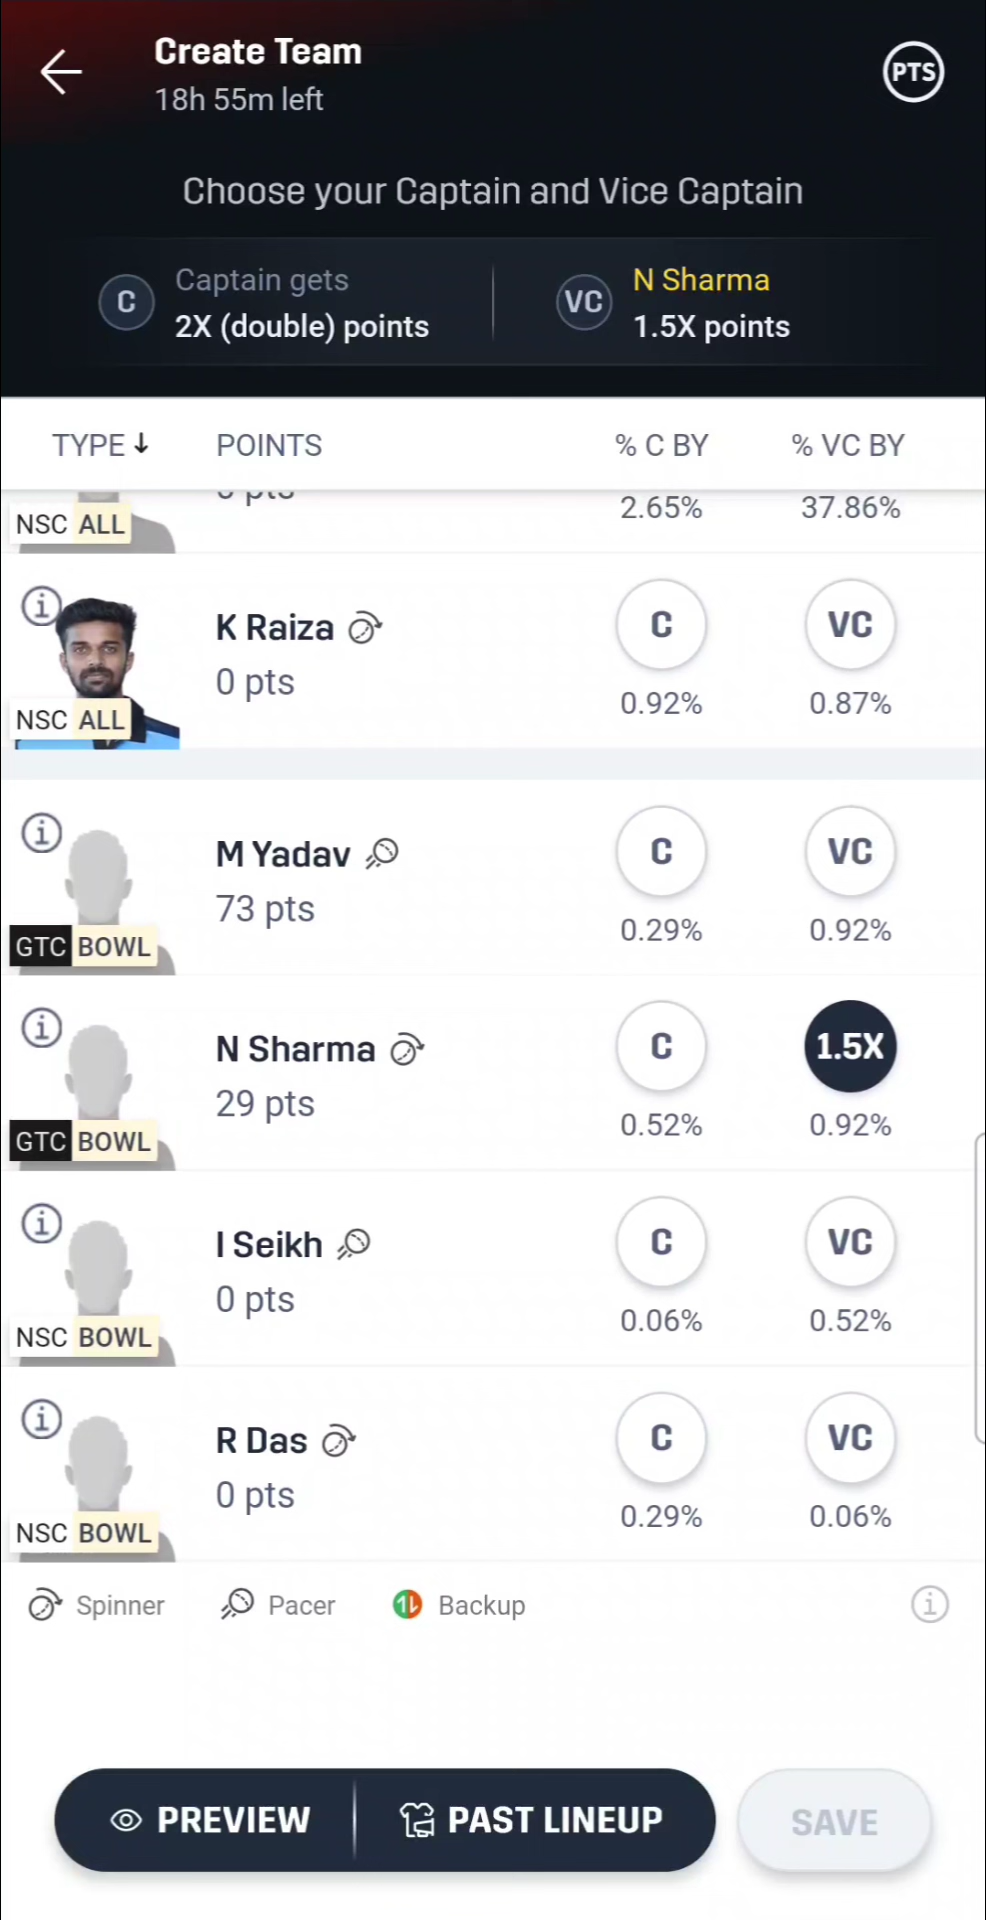 Create Team
18h 55m left
PTS
Choose your Captain and Vice Captain
C
Captain gets
2X (double) points
VC
N Sharma
1.5X points
TYPE POINTS % C BY % VC BY
NSC ALL 2.65% 37.86%
K Raiza C VC
0 pts
NSC ALL 0.92% 0.87%
M Yadav C VC
73 pts
GTC BOWL 0.29% 0.92%
N Sharma C 1.5X
29 pts
GTC BOWL 0.52% 0.92%
I Seikh C VC
0 pts
NSC BOWL 0.06% 0.52%
R Das C VC
0 pts
NSC BOWL 0.29% 0.06%
Spinner Pacer Backup
PREVIEW PAST LINEUP SAVE